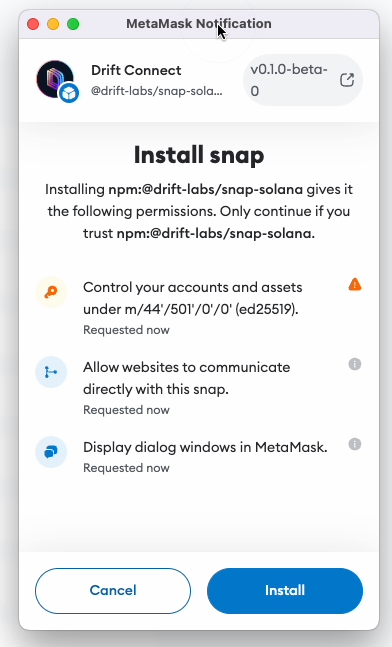 MetaMask Notification
Drift Connect
@drift-labs/snap-sola...
v0.1.0-beta-
0
Install snap
Installing npm:@drift-labs/snap-solana gives it
the following permissions. Only continue if you
trust npm:@drift-labs/snap-solana.
Control your accounts and assets
under m/44'/501'/0'/0' (ed25519).
Requested now
Allow websites to communicate
directly with this snap.
Requested now
Display dialog windows in MetaMask.
Requested now
Cancel
Install